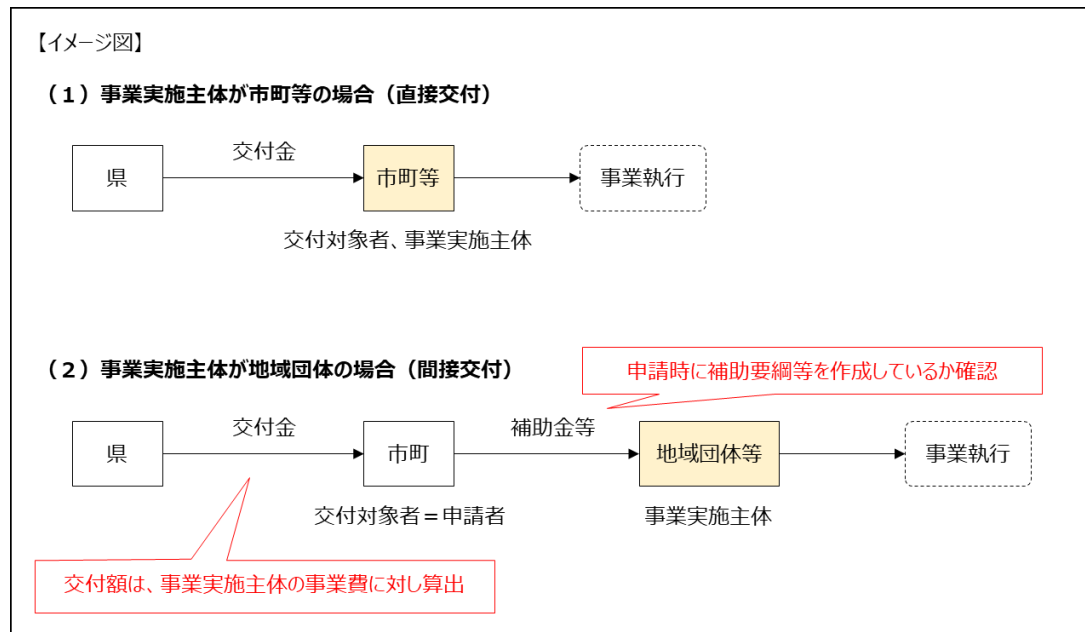 【イメージ図】
（１）事業実施主体が市町等の場合（直接交付）
県
交付金
市町等
事業執行
交付対象者、事業実施主体
（２）事業実施主体が地域団体の場合（間接交付）
申請時に補助要綱等を作成しているか確認
県
交付金
市町
補助金等
地域団体等
事業執行
交付対象者＝申請者
事業実施主体
交付額は、事業実施主体の事業費に対し算出